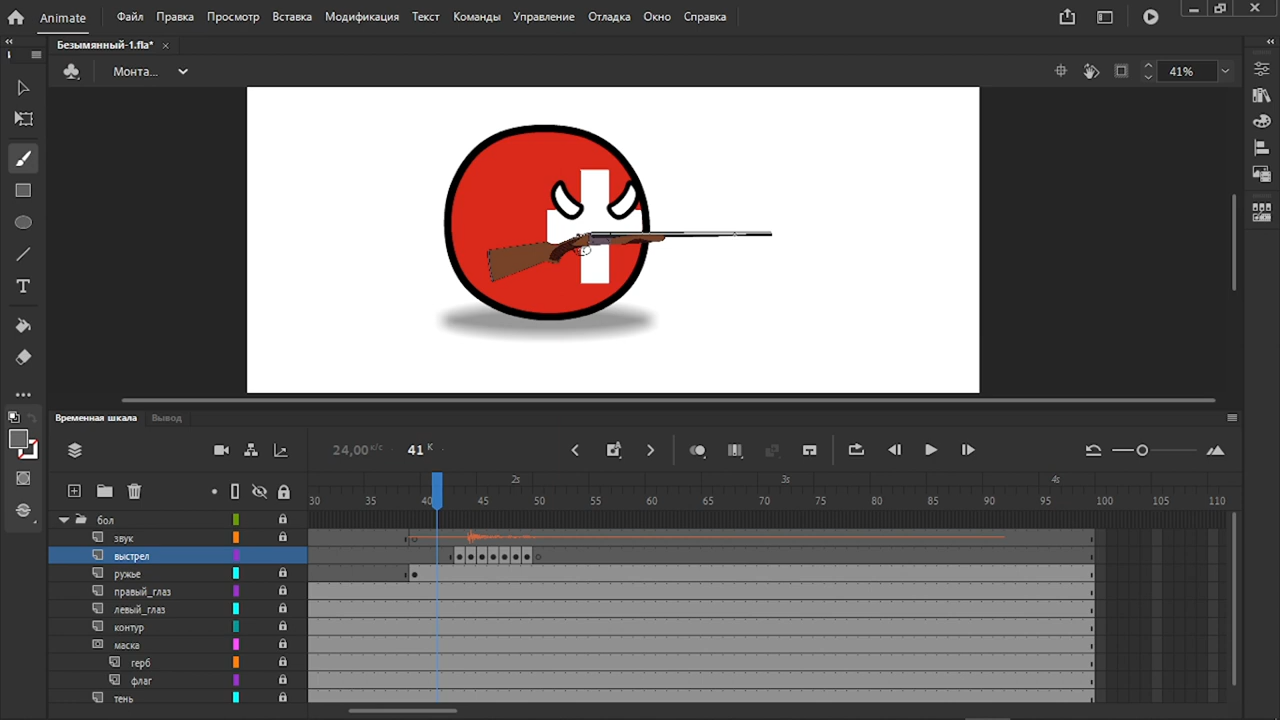 Animate Файл Правка Просмотр Вставка Модификация Текст Команды Управление Отладка Окно Справка
Безымянный-1.fla*
Монта... 41%
Временная шкала Вывод
24,00 к/с 41 К
2s 3s 4s
30 35 40 45 50 55 60 65 70 75 80 85 90 95 100 105 110
бол
звук
выстрел
ружье
правый_глаз
левый_глаз
контур
маска
герб
флаг
тень